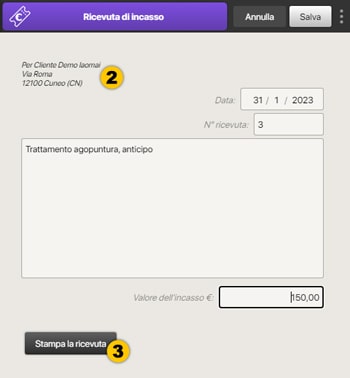 Ricevuta di incasso
Annulla
Salva
Per Cliente Demo Iaomai
Via Roma
12100 Cuneo (CN)
2
Data: 31 / 1 / 2023
N° ricevuta: 3
Trattamento agopuntura, anticipo
Valore dell'incasso €: 150,00
Stampa la ricevuta
3